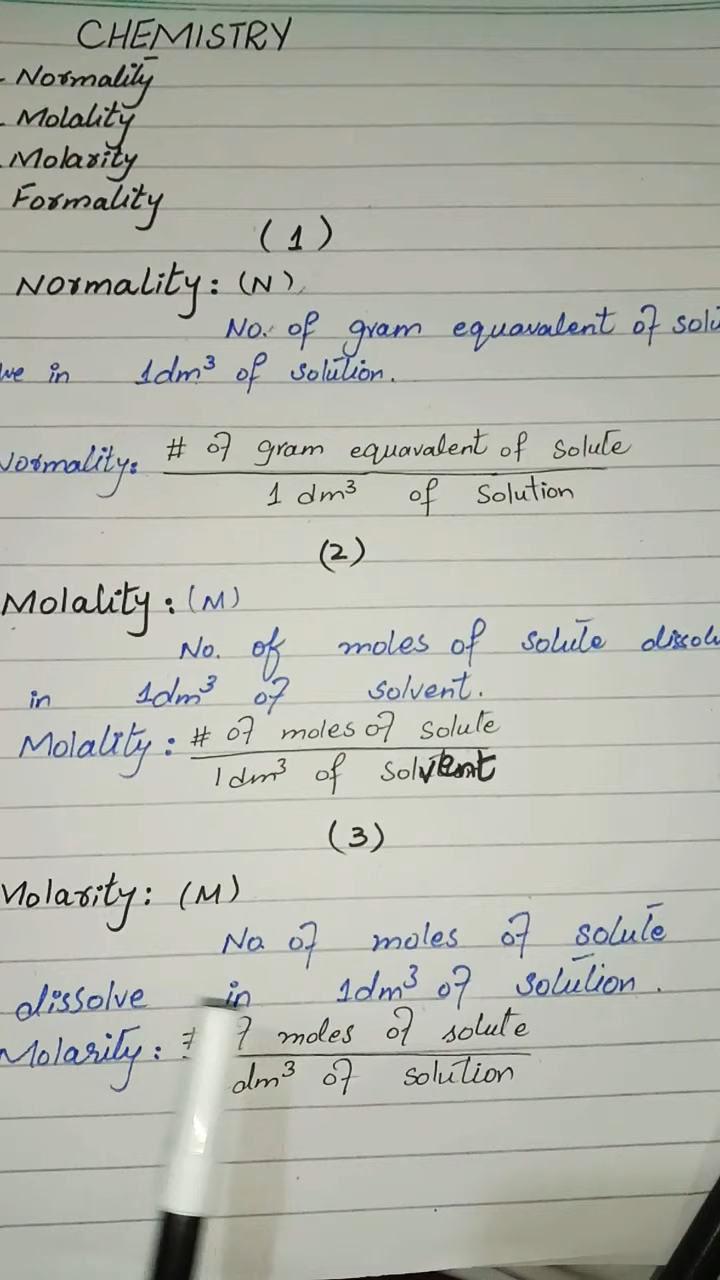 CHEMISTRY
- Normality
- Molality
- Molarity
Formality
(1)
Normality: (N)
No. of gram equavalent of solu
we in 1dm³ of solution.
Normality: # of gram equavalent of solute
1 dm³ of Solution
(2)
Molality: (M)
No. of moles of solute dissolv
in 1dm³ of solvent.
Molality: # of moles of solute
1dm³ of Solvent
(3)
Molarity: (M)
No. of moles of solute
dissolve in 1dm³ of solution.
Molarity: # moles of solute
dm³ of solution